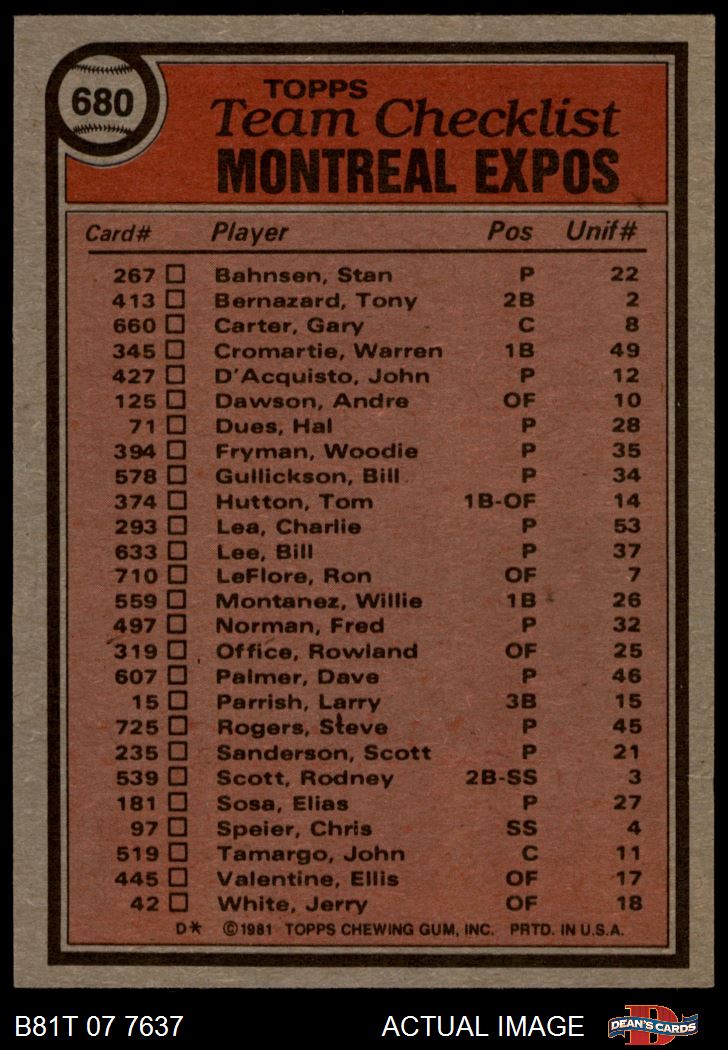 680
TOPPS
Team Checklist
MONTREAL EXPOS
Card# Player Pos Unif#
267 Bahnsen, Stan P 22
413 Bernazard, Tony 2B 2
660 Carter, Gary C 8
345 Cromartie, Warren 1B 49
427 D'Acquisto, John P 12
125 Dawson, Andre OF 10
71 Dues, Hal P 28
394 Fryman, Woodie P 35
578 Gullickson, Bill P 34
374 Hutton, Tom 1B-OF 14
293 Lea, Charlie P 53
633 Lee, Bill P 37
710 LeFlore, Ron OF 7
559 Montanez, Willie 1B 26
497 Norman, Fred P 32
319 Office, Rowland OF 25
607 Palmer, Dave P 46
15 Parrish, Larry 3B 15
725 Rogers, Steve P 45
235 Sanderson, Scott P 21
539 Scott, Rodney 2B-SS 3
181 Sosa, Elias P 27
97 Speier, Chris SS 4
519 Tamargo, John C 11
445 Valentine, Ellis OF 17
42 White, Jerry OF 18
D* ©1981 TOPPS CHEWING GUM, INC. PRTD. IN U.S.A.
B81T 07 7637 ACTUAL IMAGE D DEAN'S CARDS